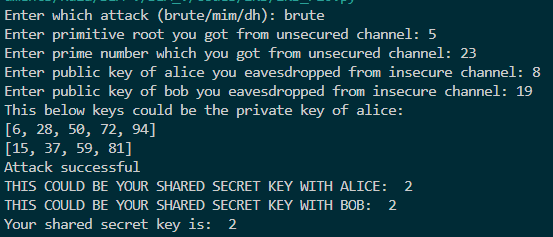 Enter which attack (brute/mim/dh): brute
Enter primitive root you got from unsecured channel: 5
Enter prime number which you got from unsecured channel: 23
Enter public key of alice you eavesdropped from insecure channel: 8
Enter public key of bob you eavesdropped from insecure channel: 19
This below keys could be the private key of alice:
[6, 28, 50, 72, 94]
[15, 37, 59, 81]
Attack successful
THIS COULD BE YOUR SHARED SECRET KEY WITH ALICE:  2
THIS COULD BE YOUR SHARED SECRET KEY WITH BOB:  2
Your shared secret key is:  2